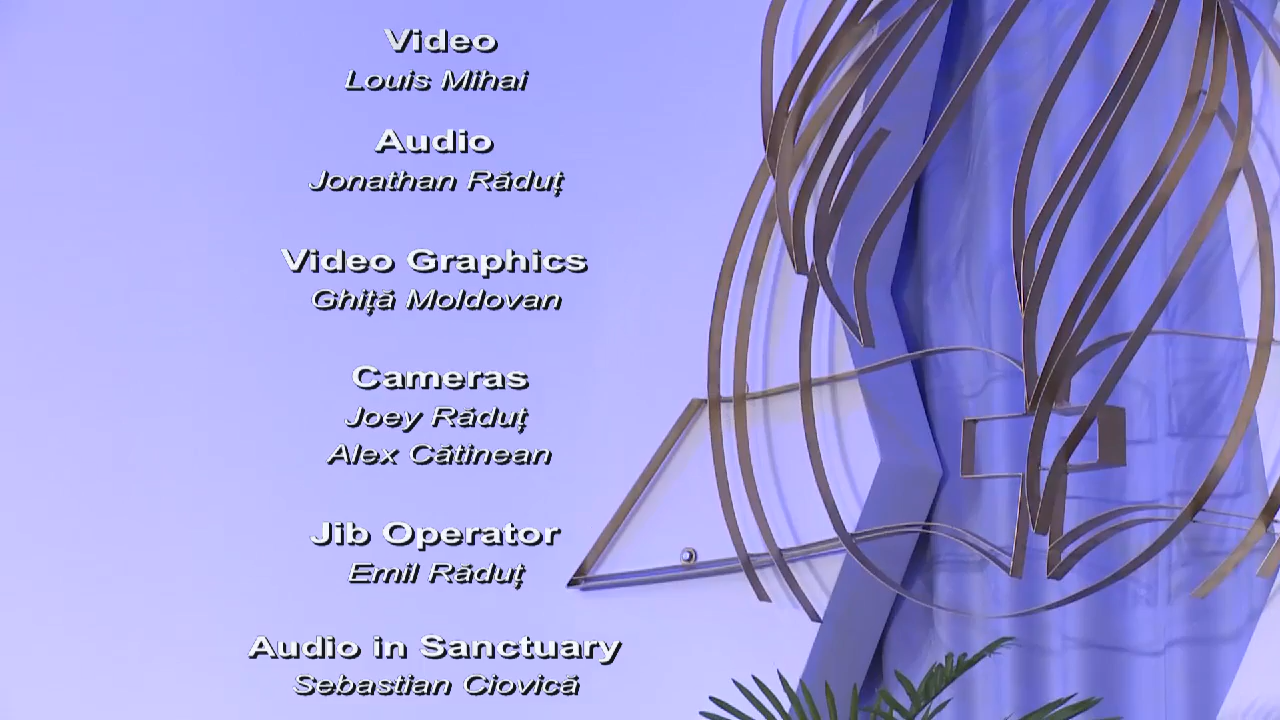 Video
Louis Mihai
Audio
Jonathan Răduț
Video Graphics
Ghiță Moldovan
Cameras
Joey Răduț
Alex Cătinean
Jib Operator
Emil Răduț
Audio in Sanctuary
Sebastian Ciovică